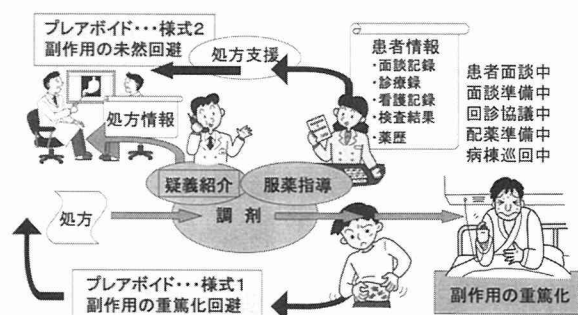 プレアボイド・・・様式2
副作用の未然回避
処方支援
患者情報
・面談記録
・診療録
・看護記録
・検査結果
・薬歴
患者面談中
面談準備中
回診協議中
配薬準備中
病棟巡回中
処方情報
疑義紹介
服薬指導
処方
調剤
プレアボイド・・・様式1
副作用の重篤化回避
副作用の重篤化